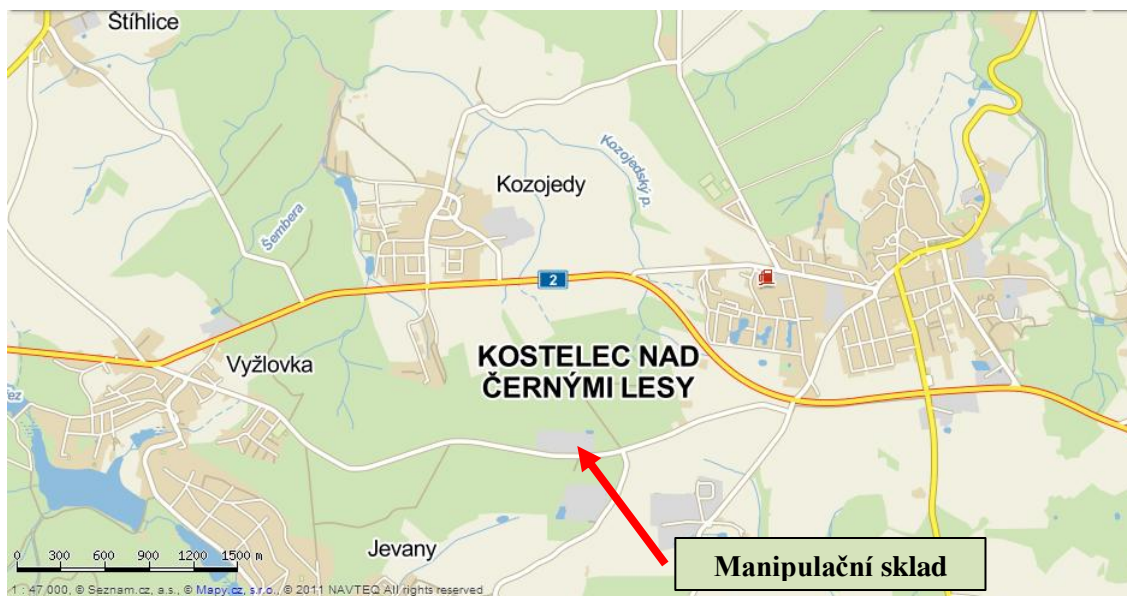 Štíhlice
Kozojedy
Kozojedský p.
Šembera
2
Vyžlovka
KOSTELEC NAD
ČERNÝMI LESY
Jevany
0 300 600 900 1200 1500 m
1 : 47 000, © Seznam.cz, a.s., © Mapy.cz, s.r.o., © 2011 NAVTEQ All rights reserved
Manipulační sklad